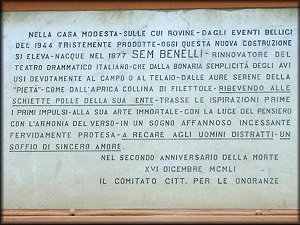 NELLA CASA MODESTA-SULLE CUI ROVINE-DAGLI EVENTI BELLICI
DEL 1944 TRISTEMENTE PRODOTTE-OGGI QUESTA NUOVA COSTRUZIONE
SI ELEVA-NACQUE NEL 1877 SEM BENELLI-RINNOVATORE DEL
TEATRO DRAMMATICO ITALIANO-CHE DALLA BONARIA SEMPLICITÀ DEGLI AVI
USI DEVOTAMENTE AL CAMPO O AL TELAIO-DALLE AURE SERENE DELLA
"PIETÀ"-COME DALL'APRICA COLLINA DI FILETTOLE-RIBEVENDO ALLE
SCHIETTE POLLE DELLA SUA ENTE-TRASSE LE ISPIRAZIONI PRIME
I PRIMI IMPULSI-ALLA SUA ARTE IMMORTALE-CON LA LUCE DEL PENSIERO
CON L'ARMONIA DEL VERSO-IN UN SOGNO AFFANNOSO INCESSANTE
FERVIDAMENTE PROTESA-A RECARE AGLI UOMINI DISTRATTI-UN
SOFFIO DI SINCERO AMORE.
NEL SECONDO ANNIVERSARIO DELLA MORTE
XVI DICEMBRE MCMLI
IL COMITATO CITT. PER LE ONORANZE